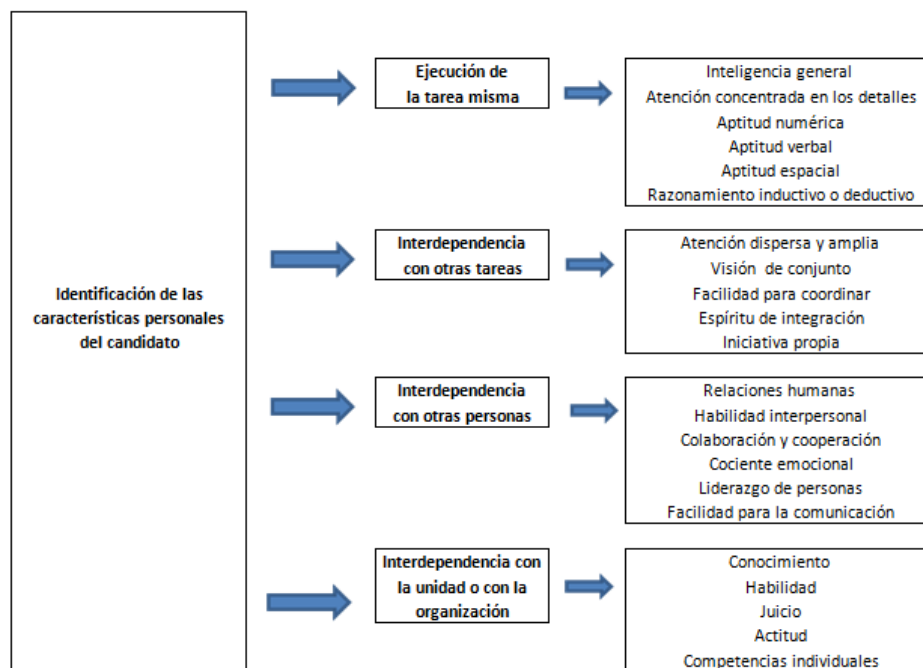 Identificación de las
características personales
del candidato
Ejecución de
la tarea misma
Inteligencia general
Atención concentrada en los detalles
Aptitud numérica
Aptitud verbal
Aptitud espacial
Razonamiento inductivo o deductivo
Interdependencia
con otras tareas
Atención dispersa y amplia
Visión de conjunto
Facilidad para coordinar
Espíritu de integración
Iniciativa propia
Interdependencia
con otras personas
Relaciones humanas
Habilidad interpersonal
Colaboración y cooperación
Cociente emocional
Liderazgo de personas
Facilidad para la comunicación
Interdependencia con
la unidad o con la
organización
Conocimiento
Habilidad
Juicio
Actitud
Competencias individuales